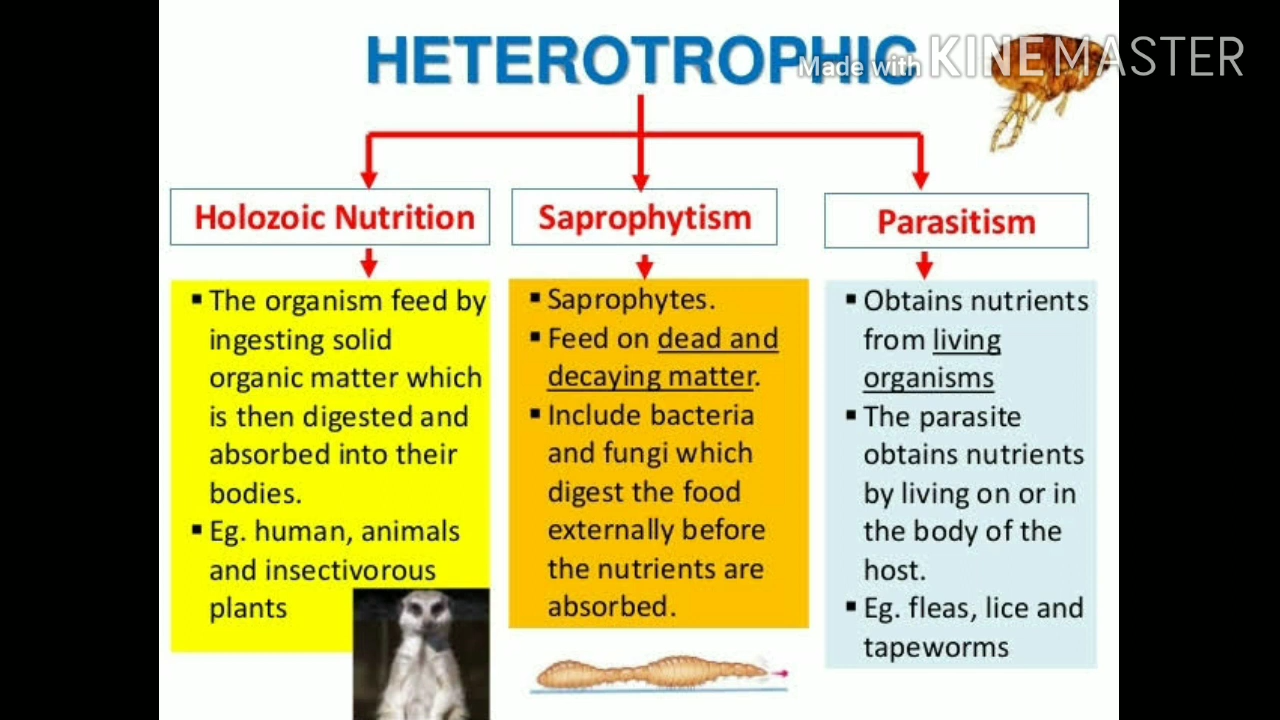 HETEROTROPHIC
Made with KINEMASTER
Holozoic Nutrition
▪ The organism feed by
ingesting solid
organic matter which
is then digested and
absorbed into their
bodies.
▪ Eg. human, animals
and insectivorous
plants
Saprophytism
▪ Saprophytes.
▪ Feed on dead and
decaying matter.
▪ Include bacteria
and fungi which
digest the food
externally before
the nutrients are
absorbed.
Parasitism
▪ Obtains nutrients
from living
organisms
▪ The parasite
obtains nutrients
by living on or in
the body of the
host.
▪ Eg. fleas, lice and
tapeworms